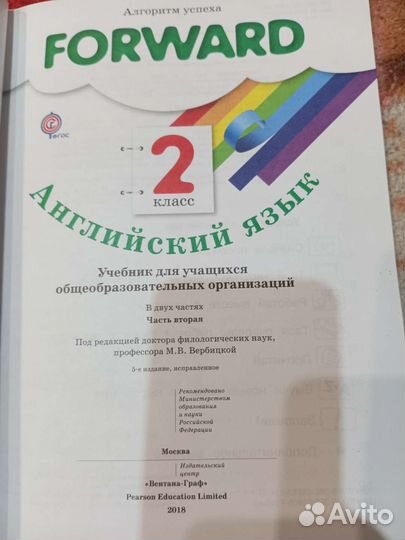 Алгоритм успеха
FORWARD
ФГОС
2
класс
Английский язык
Учебник для учащихся
общеобразовательных организаций
В двух частях
Часть вторая
Под редакцией доктора филологических наук,
профессора М.В. Вербицкой
5-е издание, исправленное
Рекомендовано
Министерством
образования
и науки
Российской
Федерации
Москва
Издательский
центр
«Вентана-Граф»
Pearson Education Limited
2018
Avito